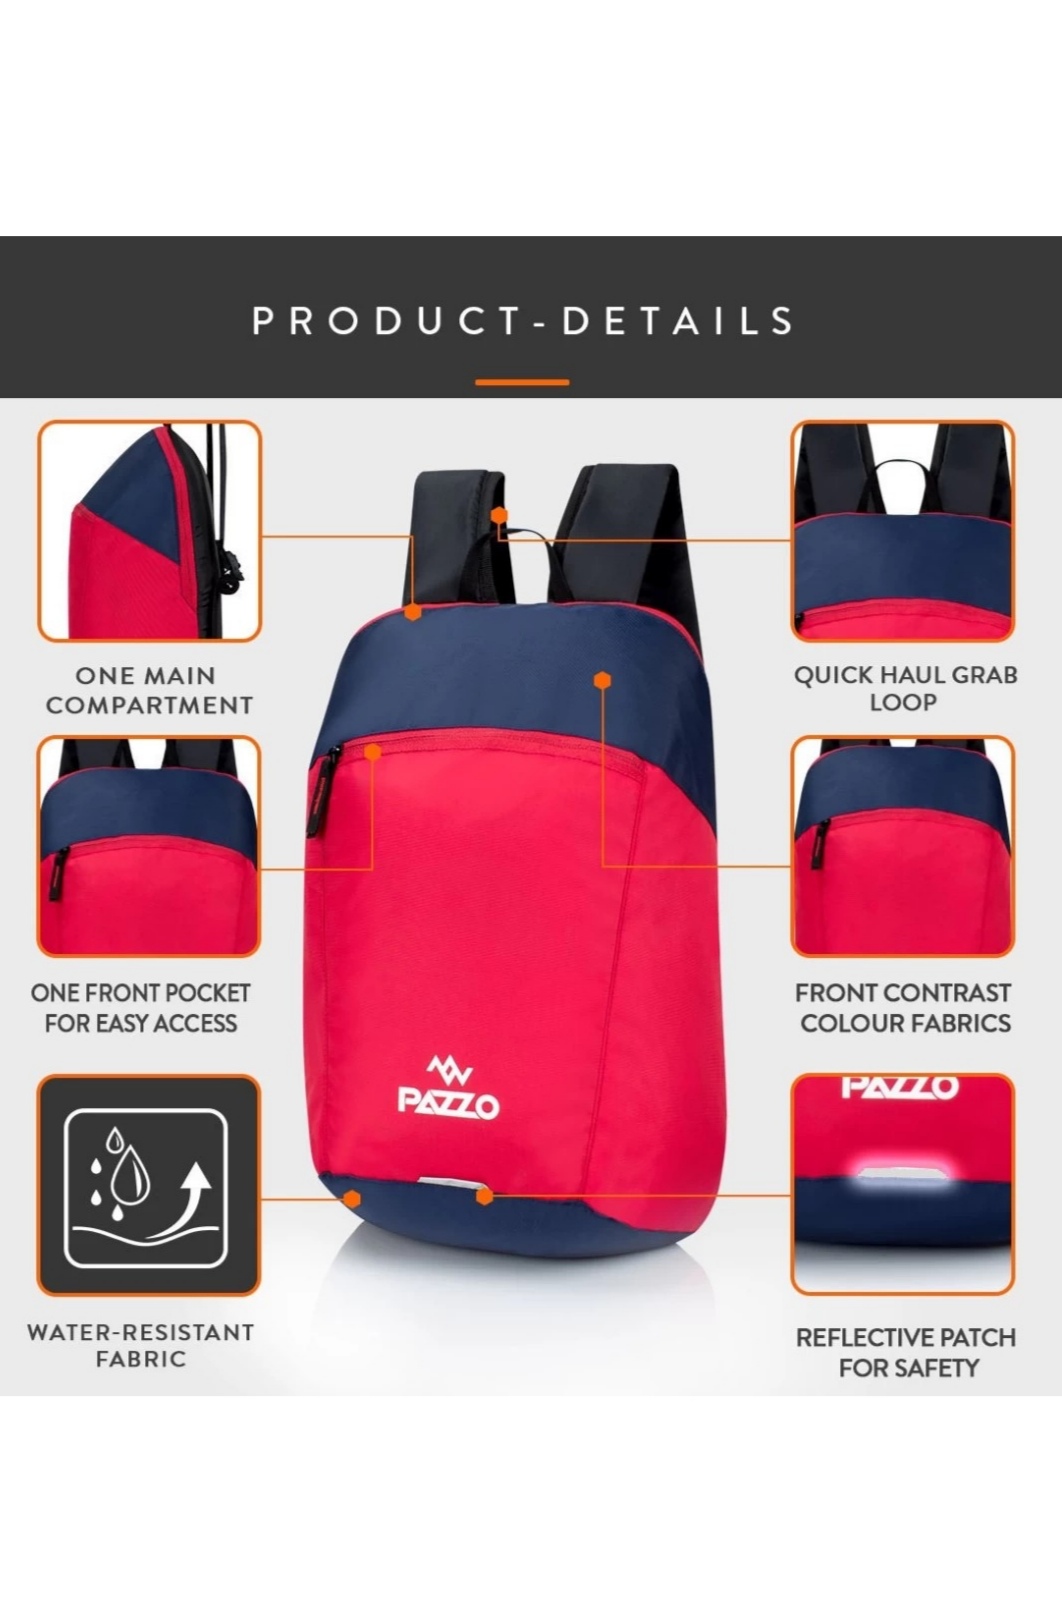 PRODUCT-DETAILS
ONE MAIN
COMPARTMENT
QUICK HAUL GRAB
LOOP
ONE FRONT POCKET
FOR EASY ACCESS
FRONT CONTRAST
COLOUR FABRICS
PAZZO
PAZZO
WATER-RESISTANT
FABRIC
REFLECTIVE PATCH
FOR SAFETY